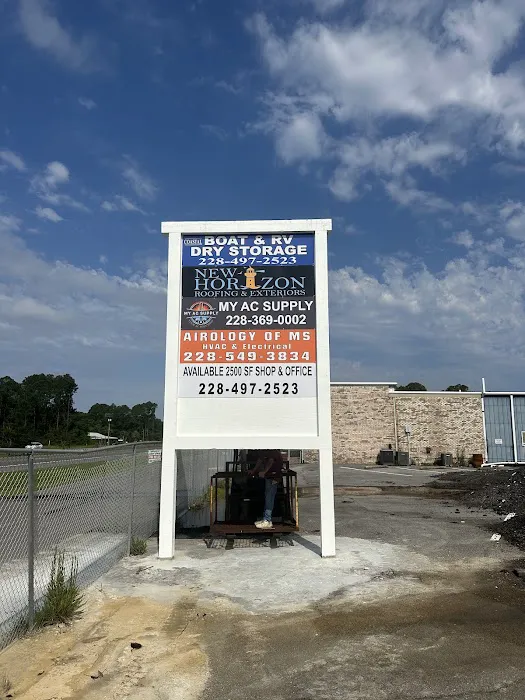 COASTAL BOAT & RV
DRY STORAGE
228-497-2523
NEW
HORIZON
ROOFING & EXTERIORS
MY AC SUPPLY
MY AC SUPPLY
228-369-0002
AIROLOGY OF MS
HVAC & Electrical
228-549-3834
AVAILABLE 2500 SF SHOP & OFFICE
228-497-2523